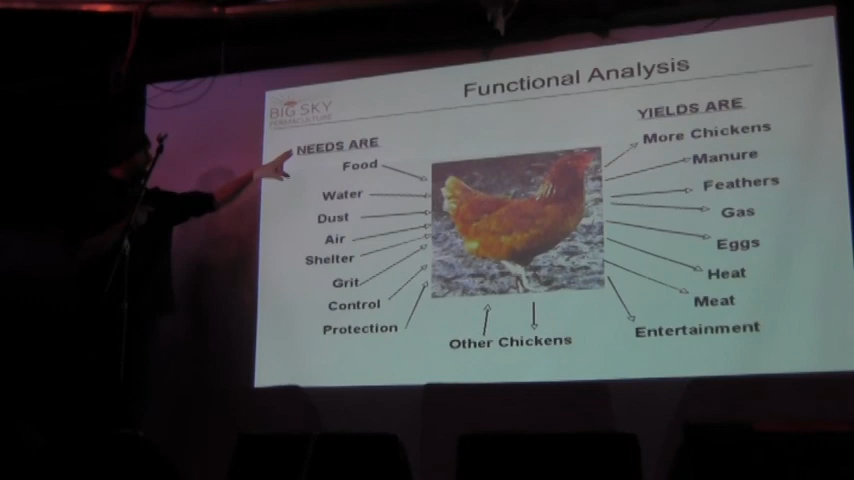 Functional Analysis
BIG SKY
PERMACULTURE
NEEDS ARE
Food
Water
Dust
Air
Shelter
Grit
Control
Protection
Other Chickens
YIELDS ARE
More Chickens
Manure
Feathers
Gas
Eggs
Heat
Meat
Entertainment